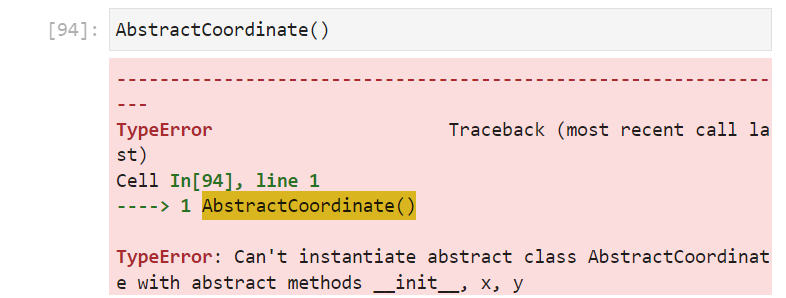 [94]: AbstractCoordinate()
------------------------------------------------------------
---
TypeError                 Traceback (most recent call la
st)
Cell In[94], line 1
----> 1 AbstractCoordinate()
TypeError: Can't instantiate abstract class AbstractCoordinat
e with abstract methods __init__, x, y